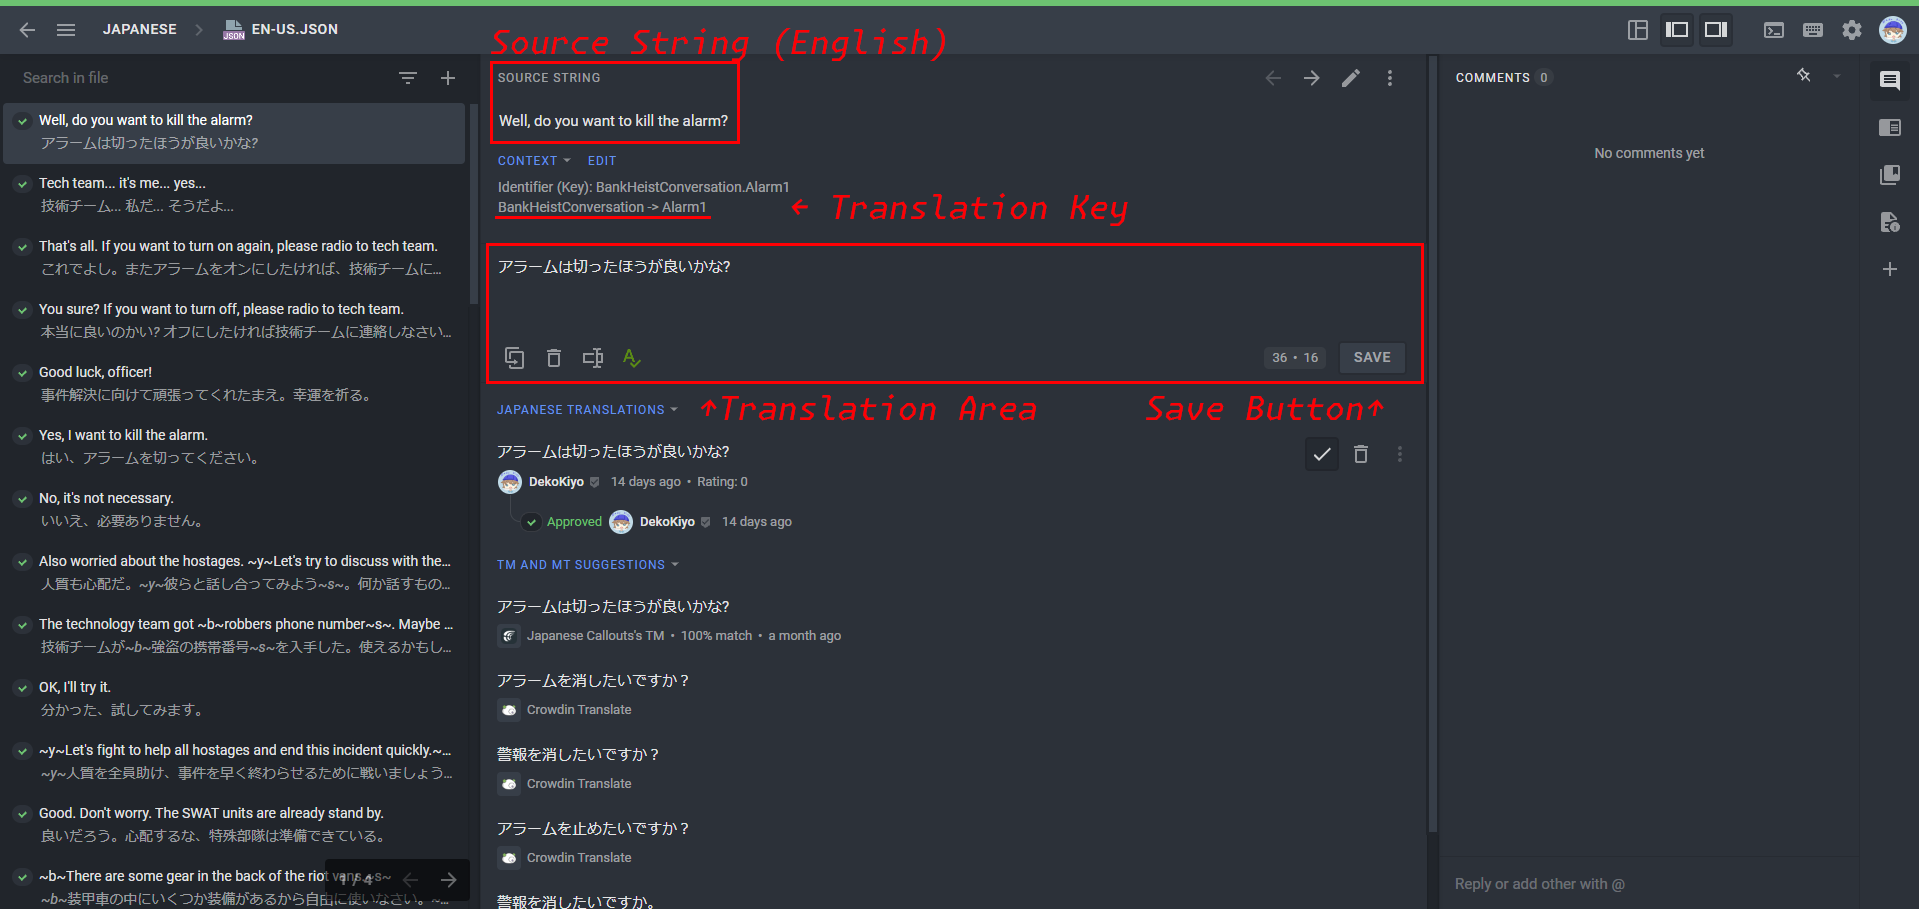 JAPANESE
JSON
EN-US.JSON
Source String (English)
Search in file
Well, do you want to kill the alarm?
アラームは切ったほうが良いかな?
Tech team... it's me... yes...
技術チーム... 私だ... そうだよ...
That's all. If you want to turn on again, please radio to tech team.
これでよし。またアラームをオンにしたければ、技術チームに...
You sure? If you want to turn off, please radio to tech team.
本当に良いのかい? オフにしたければ技術チームに連絡しなさい...
Good luck, officer!
事件解決に向けて頑張ってくれたまえ。幸運を祈る。
Yes, I want to kill the alarm.
はい、アラームを切ってください。
No, it's not necessary.
いいえ、必要ありません。
Also worried about the hostages. ~y~Let's try to discuss with the...
人質も心配だ。~y~彼らと話し合ってみよう~s~。何か話すもの...
The technology team got ~b~robbers phone number~s~. Maybe ...
技術チームが~b~強盗の携帯番号~s~を入手した。使えるかもし...
OK, I'll try it.
分かった、試してみます。
~y~Let's fight to help all hostages and end this incident quickly.~...
~y~人質を全員助け、事件を早く終わらせるために戦いましょう...
Good. Don't worry. The SWAT units are already stand by.
良いだろう。心配するな、特殊部隊は準備できている。
~b~There are some gear in the back of the riot vans.~s~
~b~装甲車の中にいくつか装備があるから自由に使いなさい。~...
1 / 4
SOURCE STRING
Well, do you want to kill the alarm?
CONTEXT EDIT
Identifier (Key): BankHeistConversation.Alarm1
BankHeistConversation -> Alarm1
← Translation Key
アラームは切ったほうが良いかな?
36 • 16
SAVE
↑Translation Area
Save Button↑
JAPANESE TRANSLATIONS
アラームは切ったほうが良いかな?
DekoKiyo 14 days ago • Rating: 0
Approved DekoKiyo 14 days ago
TM AND MT SUGGESTIONS
アラームは切ったほうが良いかな?
Japanese Callouts's TM • 100% match • a month ago
アラームを消したいですか？
Crowdin Translate
警報を消したいですか？
Crowdin Translate
アラームを止めたいですか？
Crowdin Translate
警報を消したいですか。
COMMENTS 0
No comments yet
Reply or add other with @